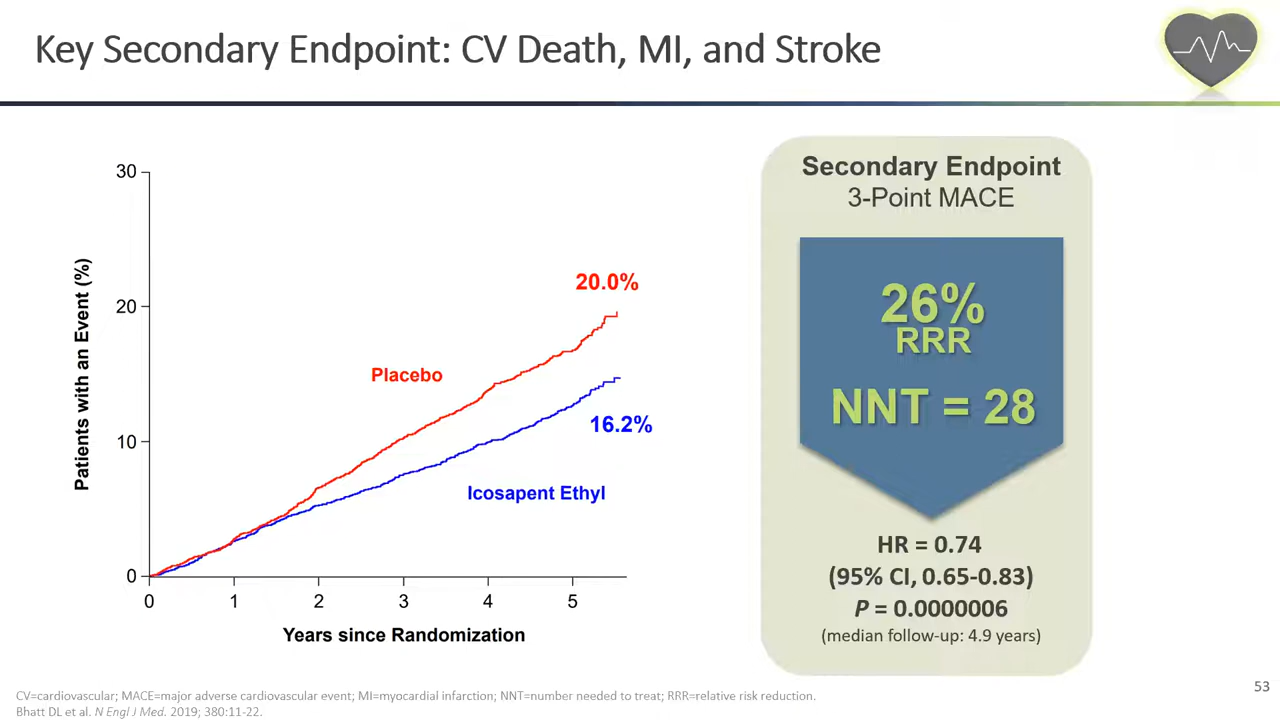 Key Secondary Endpoint: CV Death, MI, and Stroke
30
20
10
0
Patients with an Event (%)
20.0%
Placebo
16.2%
Icosapent Ethyl
0 1 2 3 4 5
Years since Randomization
Secondary Endpoint
3-Point MACE
26%
RRR
NNT = 28
HR = 0.74
(95% CI, 0.65-0.83)
P = 0.0000006
(median follow-up: 4.9 years)
53
CV=cardiovascular; MACE=major adverse cardiovascular event; MI=myocardial infarction; NNT=number needed to treat; RRR=relative risk reduction.
Bhatt DL et al. N Engl J Med. 2019; 380:11-22.